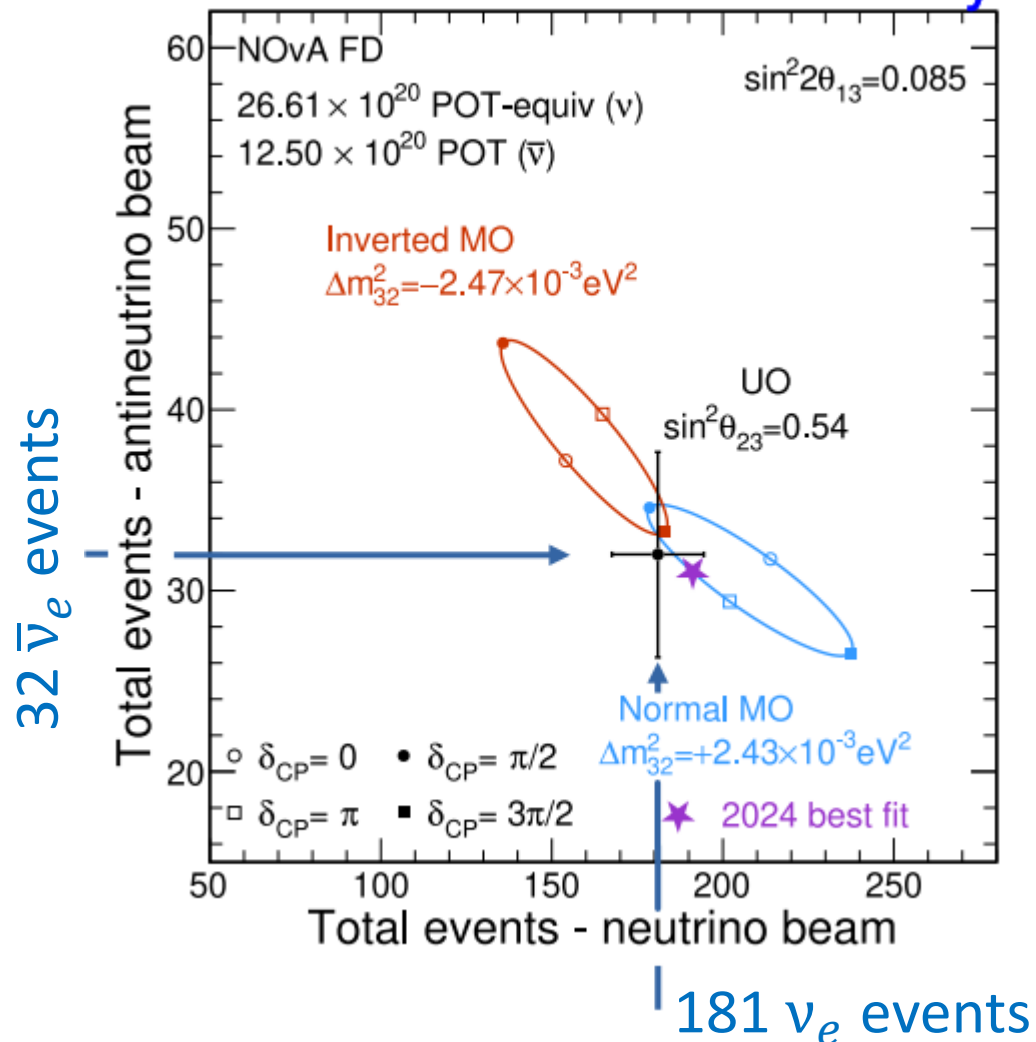 60
NOvA FD
sin²2θ₁₃=0.085
26.61 × 10²⁰ POT-equiv (ν)
12.50 × 10²⁰ POT (ν̅)
50
Inverted MO
Δm²₃₂=−2.47×10⁻³eV²
UO
40
sin²θ₂₃=0.54
30
Normal MO
Δm²₃₂=+2.43×10⁻³eV²
20
○ δCP= 0 ● δCP= π/2
□ δCP= π ■ δCP= 3π/2
★ 2024 best fit
50 100 150 200 250
Total events - neutrino beam
Total events - antineutrino beam
32 ν̅ₑ events
181 νₑ events